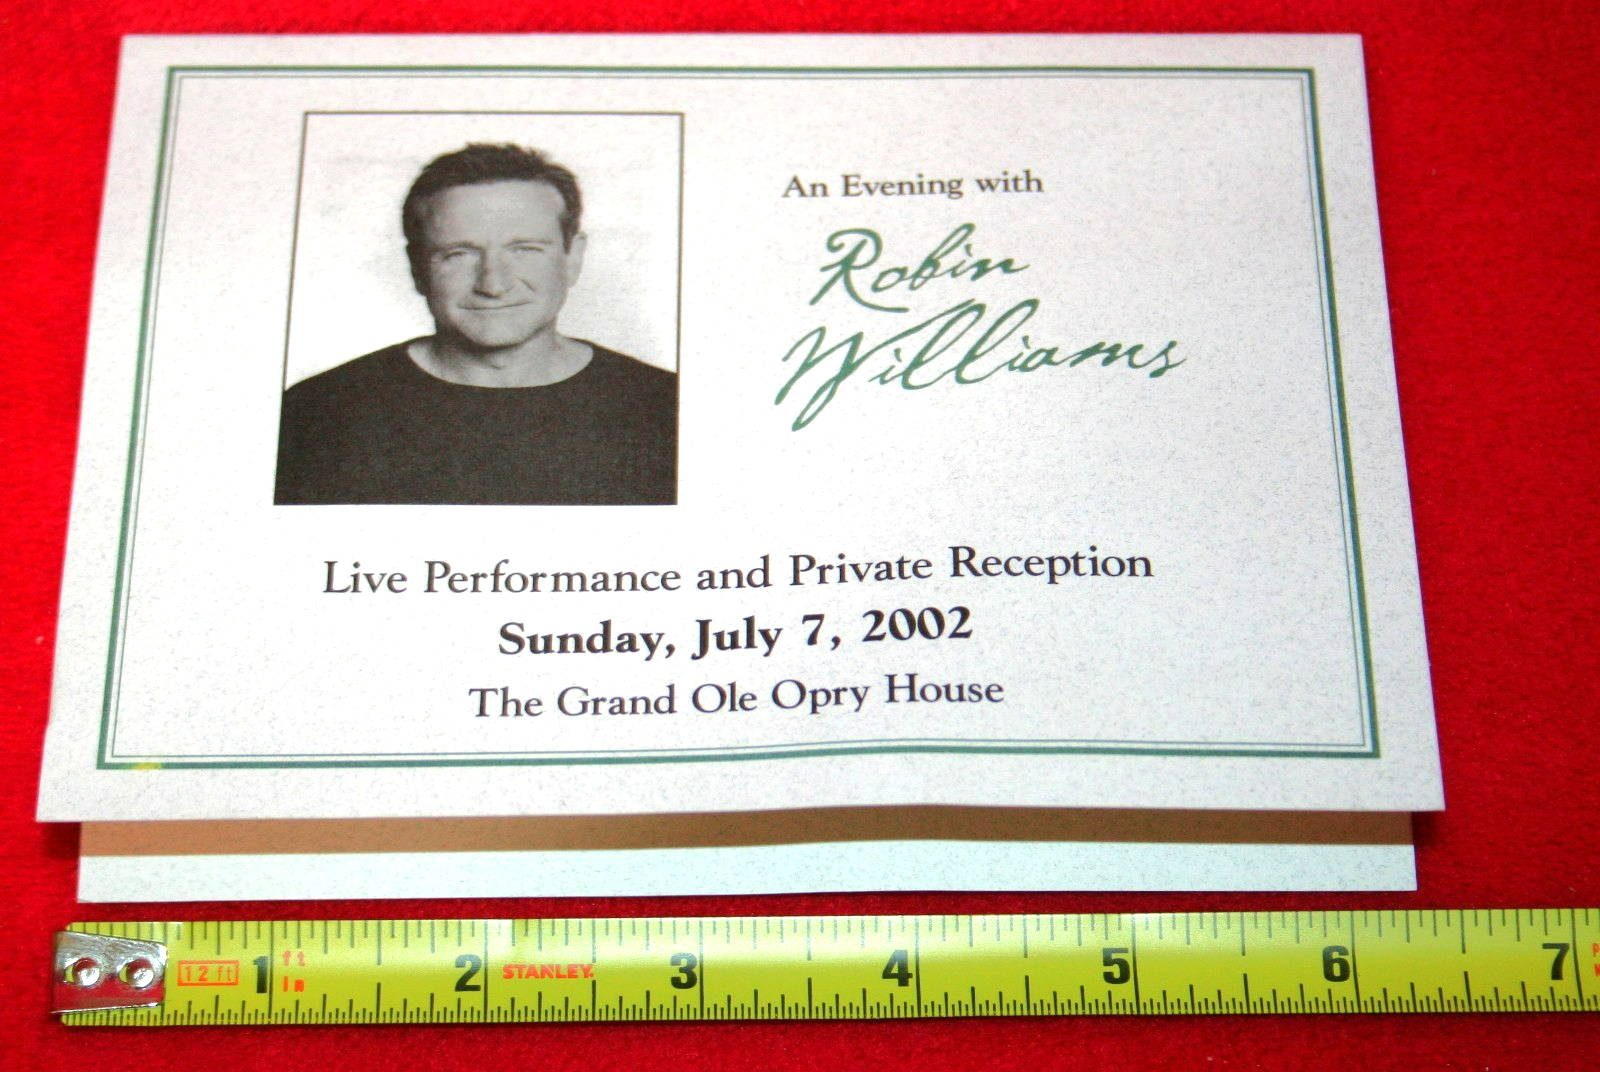 An Evening with
Robin
Williams
Live Performance and Private Reception
Sunday, July 7, 2002
The Grand Ole Opry House
12 ft 1 ft in 2 STANLEY. 3 4 5 6 7